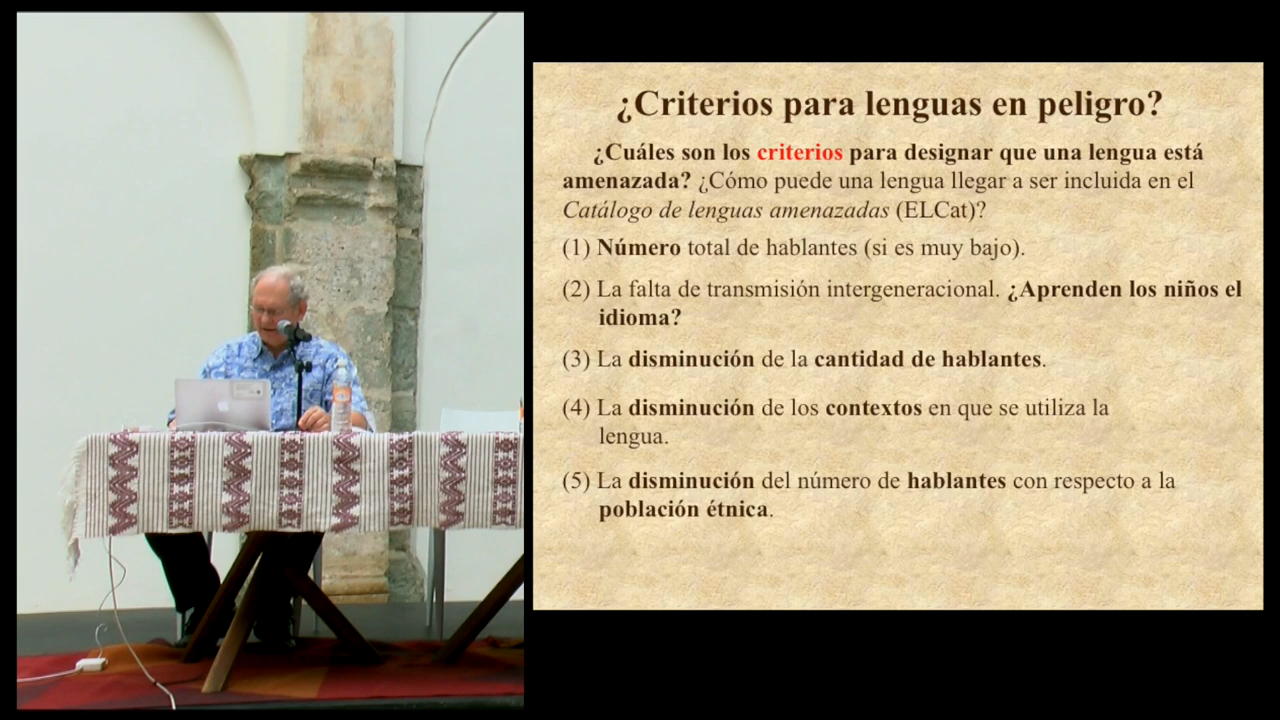 ¿Criterios para lenguas en peligro?
¿Cuáles son los criterios para designar que una lengua está
amenazada? ¿Cómo puede una lengua llegar a ser incluida en el
Catálogo de lenguas amenazadas (ELCat)?
(1) Número total de hablantes (si es muy bajo).
(2) La falta de transmisión intergeneracional. ¿Aprenden los niños el
idioma?
(3) La disminución de la cantidad de hablantes.
(4) La disminución de los contextos en que se utiliza la
lengua.
(5) La disminución del número de hablantes con respecto a la
población étnica.